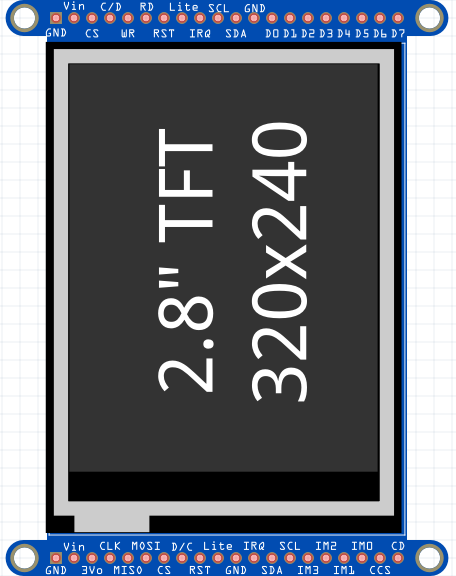 Vin C/D RD Lite SCL GND
GND CS WR RST IRQ SDA D0 D1 D2 D3 D4 D5 D6 D7
2.8" TFT
320x240
Vin CLK MOSI D/C Lite IRQ SCL IM2 IM0 CD
GND 3Vo MISO CS RST GND SDA IM3 IM1 CCS